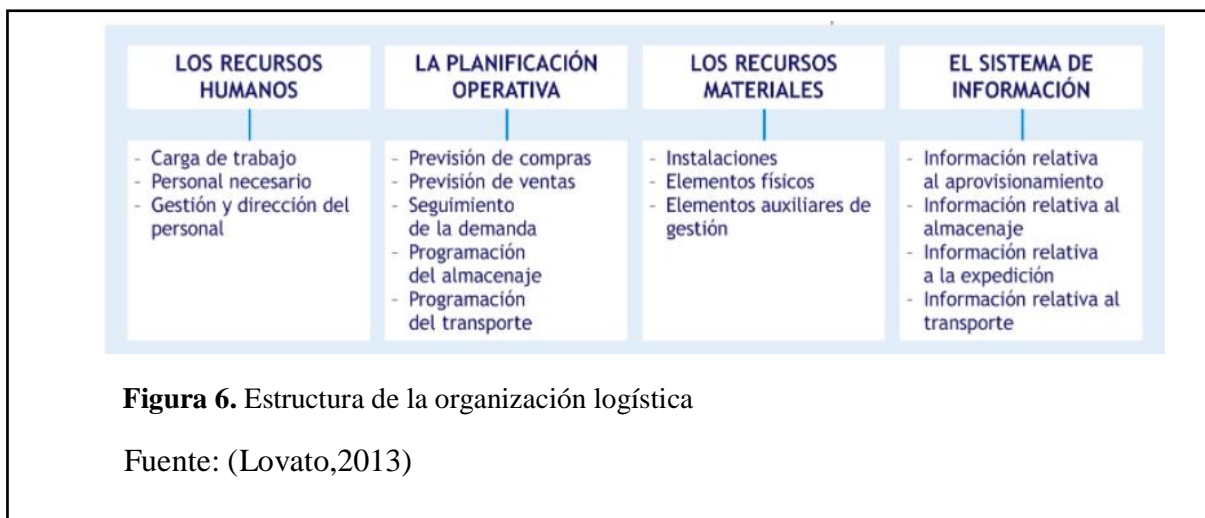 LOS RECURSOS
HUMANOS
- Carga de trabajo
- Personal necesario
- Gestión y dirección del
personal
LA PLANIFICACIÓN
OPERATIVA
- Previsión de compras
- Previsión de ventas
- Seguimiento
de la demanda
- Programación
del almacenaje
- Programación
del transporte
LOS RECURSOS
MATERIALES
- Instalaciones
- Elementos físicos
- Elementos auxiliares de
gestión
EL SISTEMA DE
INFORMACIÓN
- Información relativa
al aprovisionamiento
- Información relativa al
almacenaje
- Información relativa
a la expedición
- Información relativa al
transporte
Figura 6. Estructura de la organización logística
Fuente: (Lovato,2013)